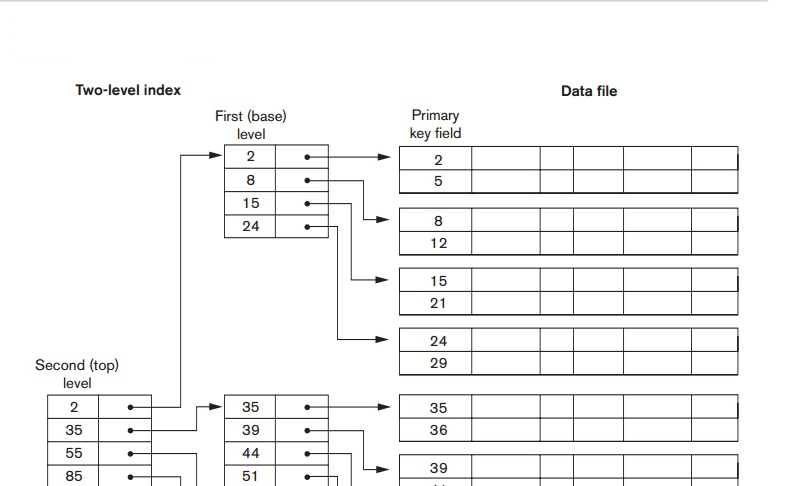 Two-level index
Data file
First (base)
level
Primary
key field
2
8
15
24
2
5
8
12
15
21
24
29
Second (top)
level
2
35
55
85
35
39
44
51
35
36
39